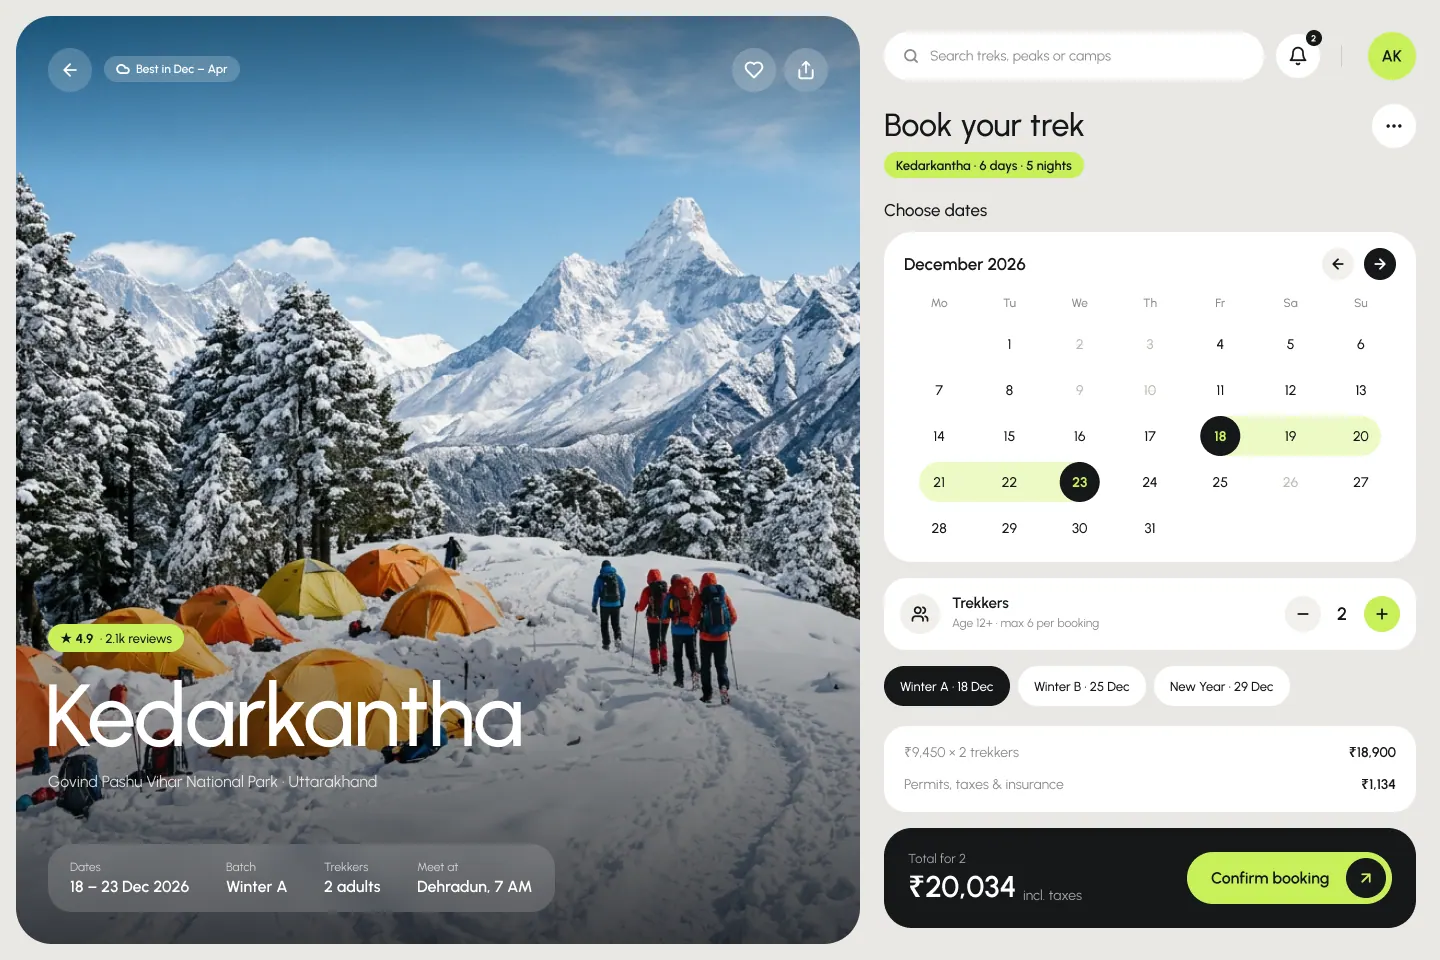 Best in Dec – Apr
★ 4.9 · 2.1k reviews
Kedarkantha
Govind Pashu Vihar National Park · Uttarakhand
Dates
18 – 23 Dec 2026
Batch
Winter A
Trekkers
2 adults
Meet at
Dehradun, 7 AM
Search treks, peaks or camps
2
AK
Book your trek
Kedarkantha · 6 days · 5 nights
Choose dates
December 2026
Mo Tu We Th Fr Sa Su
1 2 3 4 5 6
7 8 9 10 11 12 13
14 15 16 17 18 19 20
21 22 23 24 25 26 27
28 29 30 31
Trekkers
Age 12+ · max 6 per booking
− 2 +
Winter A · 18 Dec
Winter B · 25 Dec
New Year · 29 Dec
₹9,450 × 2 trekkers ₹18,900
Permits, taxes & insurance ₹1,134
Total for 2
₹20,034 incl. taxes
Confirm booking